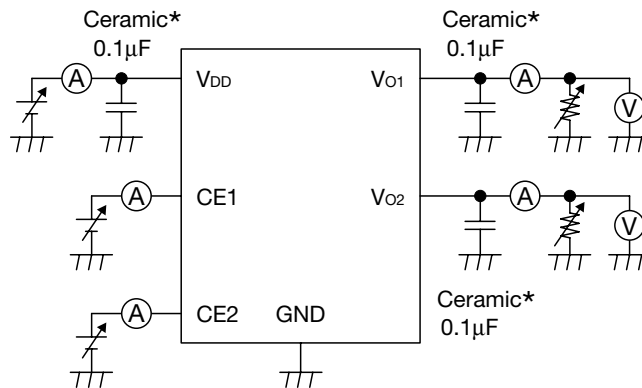 Ceramic*
0.1μF
Ceramic*
0.1μF
A
VDD
VO1
A
V
A
CE1
VO2
A
V
A
CE2
GND
Ceramic*
0.1μF